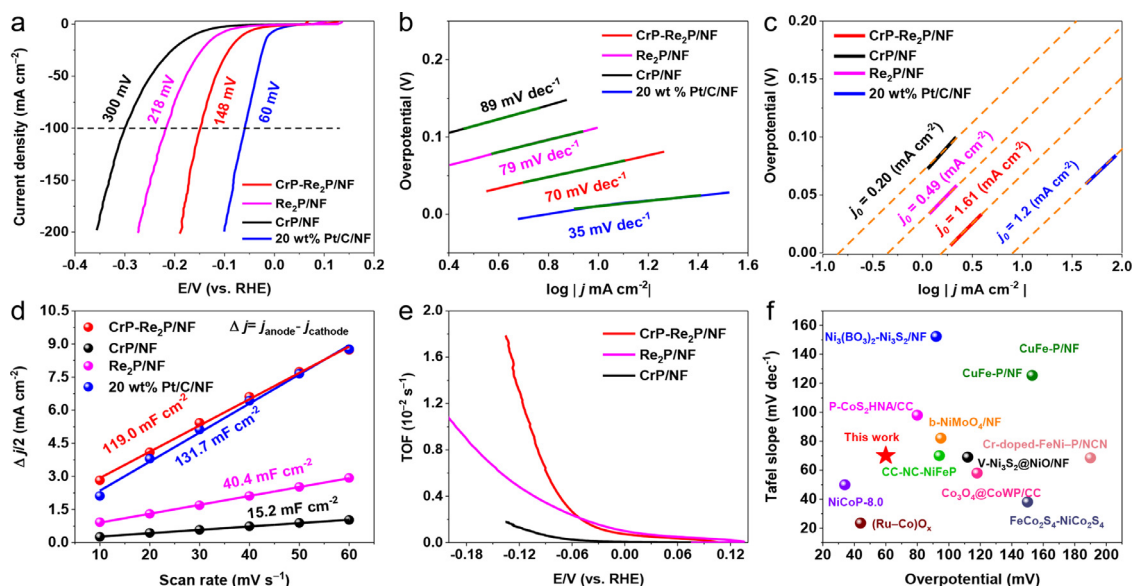 a
Current density (mA cm⁻²)
0
-50
-100
-150
-200
300 mV
218 mV
148 mV
60 mV
CrP-Re₂P/NF
Re₂P/NF
CrP/NF
20 wt% Pt/C/NF
-0.4 -0.3 -0.2 -0.1 0.0 0.1 0.2
E/V (vs. RHE)
b
Overpotential (V)
0.2
0.1
0.0
CrP-Re₂P/NF
Re₂P/NF
CrP/NF
20 wt % Pt/C/NF
89 mV dec⁻¹
79 mV dec⁻¹
70 mV dec⁻¹
35 mV dec⁻¹
0.4 0.6 0.8 1.0 1.2 1.4 1.6
log | j mA cm⁻²|
c
Overpotential (V)
0.20
0.15
0.10
0.05
0.00
CrP-Re₂P/NF
CrP/NF
Re₂P/NF
20 wt% Pt/C/NF
j₀ = 0.20 (mA cm⁻²)
j₀ = 0.49 (mA cm⁻²)
j₀ = 1.61 (mA cm⁻²)
j₀ = 1.2 (mA cm⁻²)
-1.0 -0.5 0.0 0.5 1.0 1.5 2.0
log | j mA cm⁻²|
d
Δ j/2 (mA cm⁻²)
9.0
7.5
6.0
4.5
3.0
1.5
0.0
CrP-Re₂P/NF
CrP/NF
Re₂P/NF
20 wt% Pt/C/NF
Δ j= j anode- j cathode
119.0 mF cm⁻²
131.7 mF cm⁻²
40.4 mF cm⁻²
15.2 mF cm⁻²
10 20 30 40 50 60
Scan rate (mV s⁻¹)
e
TOF (10⁻² s⁻¹)
2.0
1.6
1.2
0.8
0.4
0.0
CrP-Re₂P/NF
Re₂P/NF
CrP/NF
-0.18 -0.12 -0.06 0.00 0.06 0.12
E/V (vs. RHE)
f
Tafel slope (mV dec⁻¹)
160
140
120
100
80
60
40
20
Ni₃(BO₃)₂-Ni₃S₂/NF
CuFe-P/NF
CuFe-P/NF
P-CoS₂HNA/CC
b-NiMoO₄/NF
This work
Cr-doped-FeNi–P/NCN
V-Ni₃S₂@NiO/NF
CC-NC-NiFeP
NiCoP-8.0
Co₃O₄@CoWP/CC
(Ru–Co)Oₓ
FeCo₂S₄-NiCo₂S₄
20 40 60 80 100 120 140 160 180 200
Overpotential (mV)